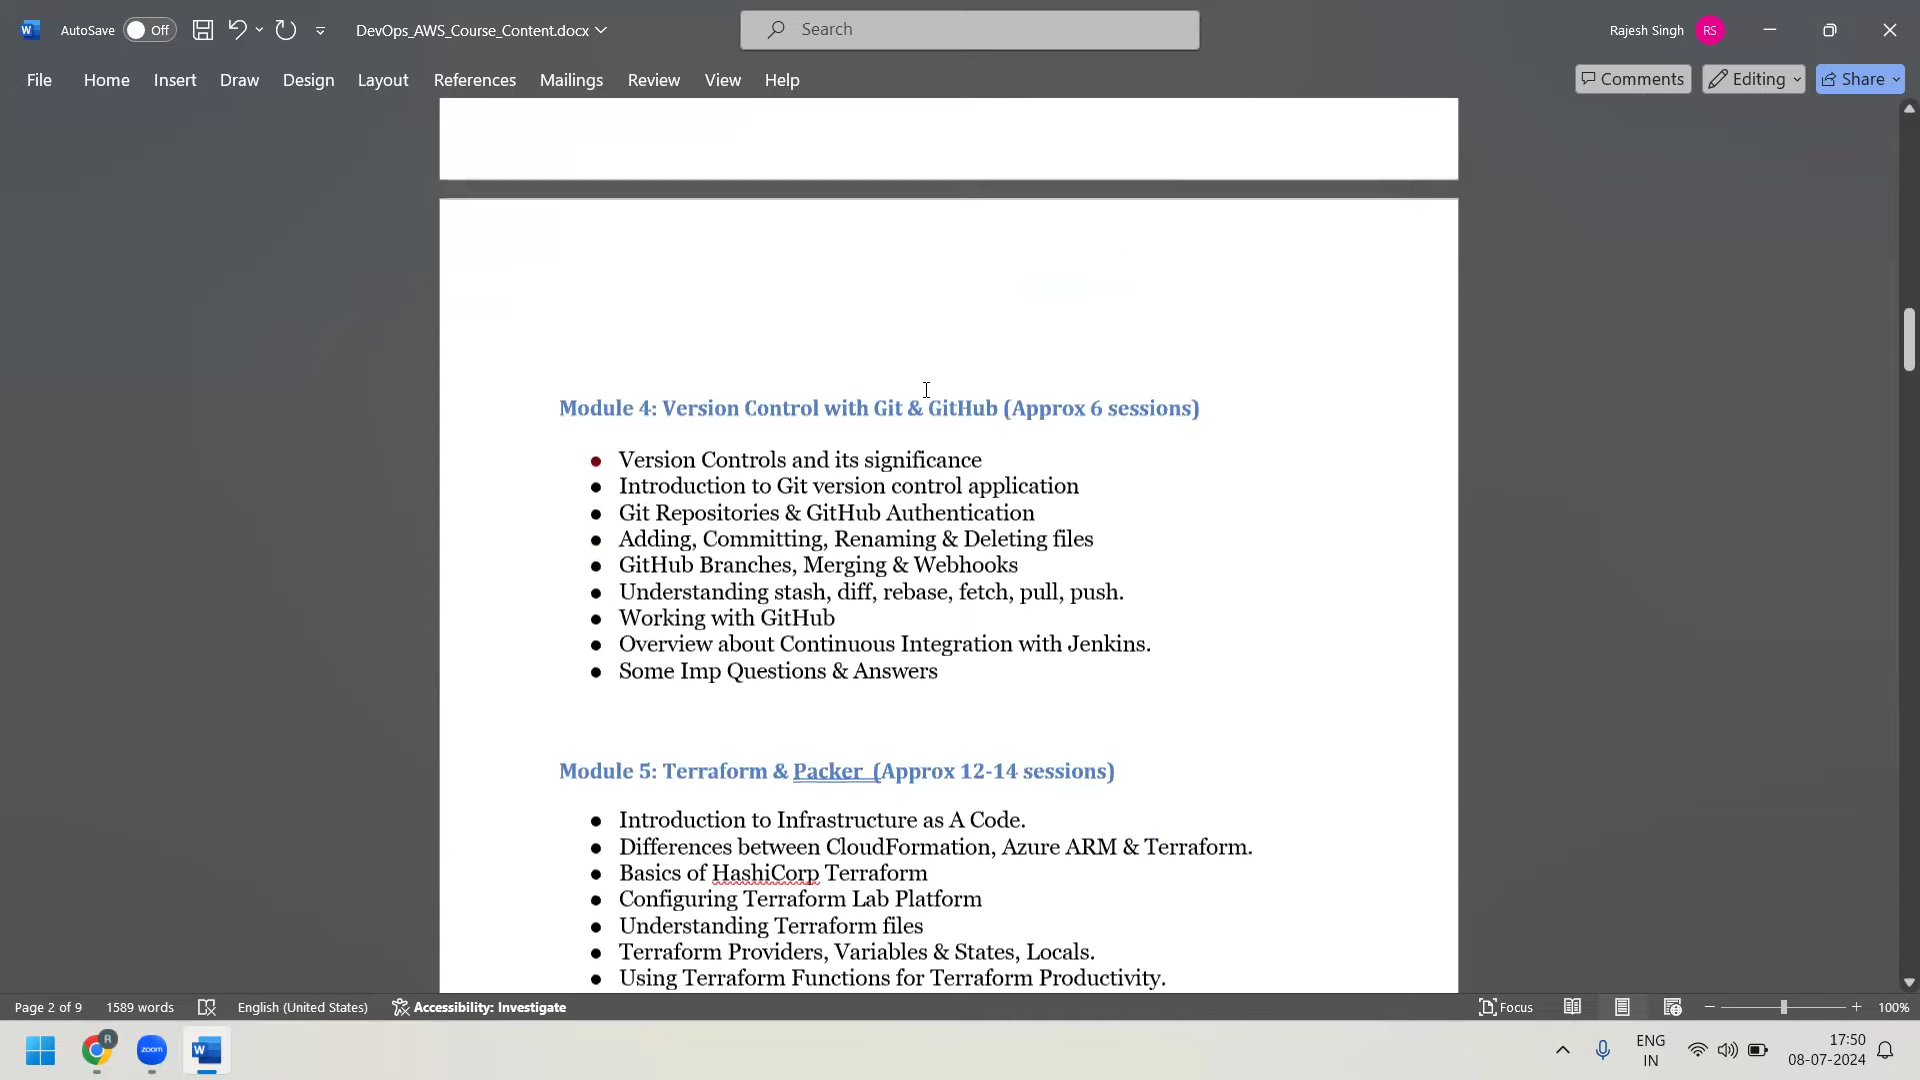 AutoSave Off DevOps_AWS_Course_Content.docx Search Rajesh Singh RS
File Home Insert Draw Design Layout References Mailings Review View Help Comments Editing Share
Module 4: Version Control with Git & GitHub (Approx 6 sessions)
● Version Controls and its significance
● Introduction to Git version control application
● Git Repositories & GitHub Authentication
● Adding, Committing, Renaming & Deleting files
● GitHub Branches, Merging & Webhooks
● Understanding stash, diff, rebase, fetch, pull, push.
● Working with GitHub
● Overview about Continuous Integration with Jenkins.
● Some Imp Questions & Answers
Module 5: Terraform & Packer (Approx 12-14 sessions)
● Introduction to Infrastructure as A Code.
● Differences between CloudFormation, Azure ARM & Terraform.
● Basics of HashiCorp Terraform
● Configuring Terraform Lab Platform
● Understanding Terraform files
● Terraform Providers, Variables & States, Locals.
● Using Terraform Functions for Terraform Productivity.
Page 2 of 9 1589 words English (United States) Accessibility: Investigate Focus 100%
R zoom W ENG 17:50
IN 08-07-2024